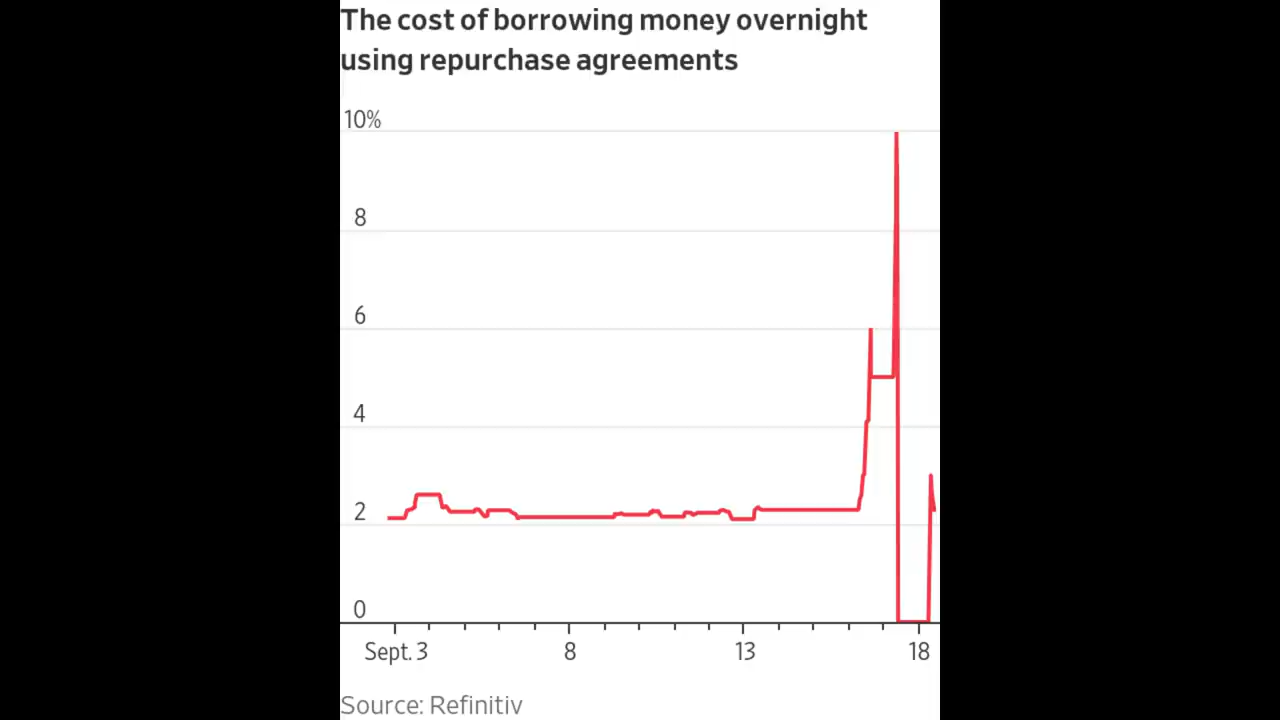 The cost of borrowing money overnight
using repurchase agreements
10%
8
6
4
2
0
Sept. 3 8 13 18
Source: Refinitiv